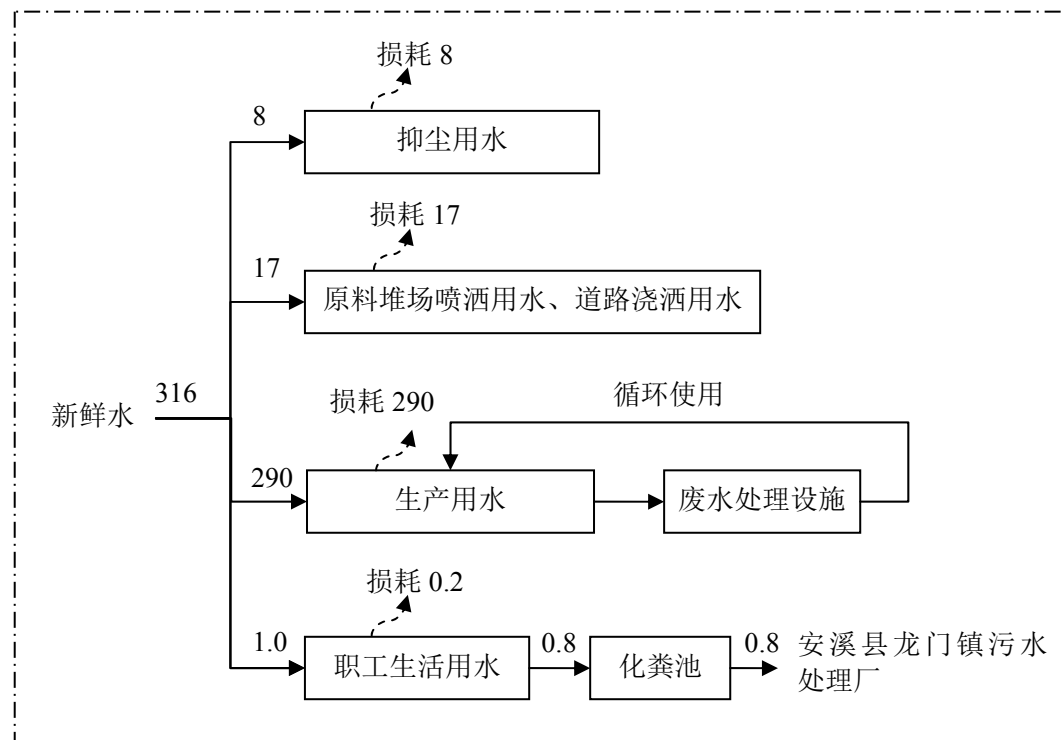 损耗 8
8
抑尘用水
损耗 17
17
原料堆场喷洒用水、道路浇洒用水
新鲜水
316
损耗 290
循环使用
290
生产用水
废水处理设施
损耗 0.2
1.0
职工生活用水
0.8
化粪池
0.8
安溪县龙门镇污水
处理厂